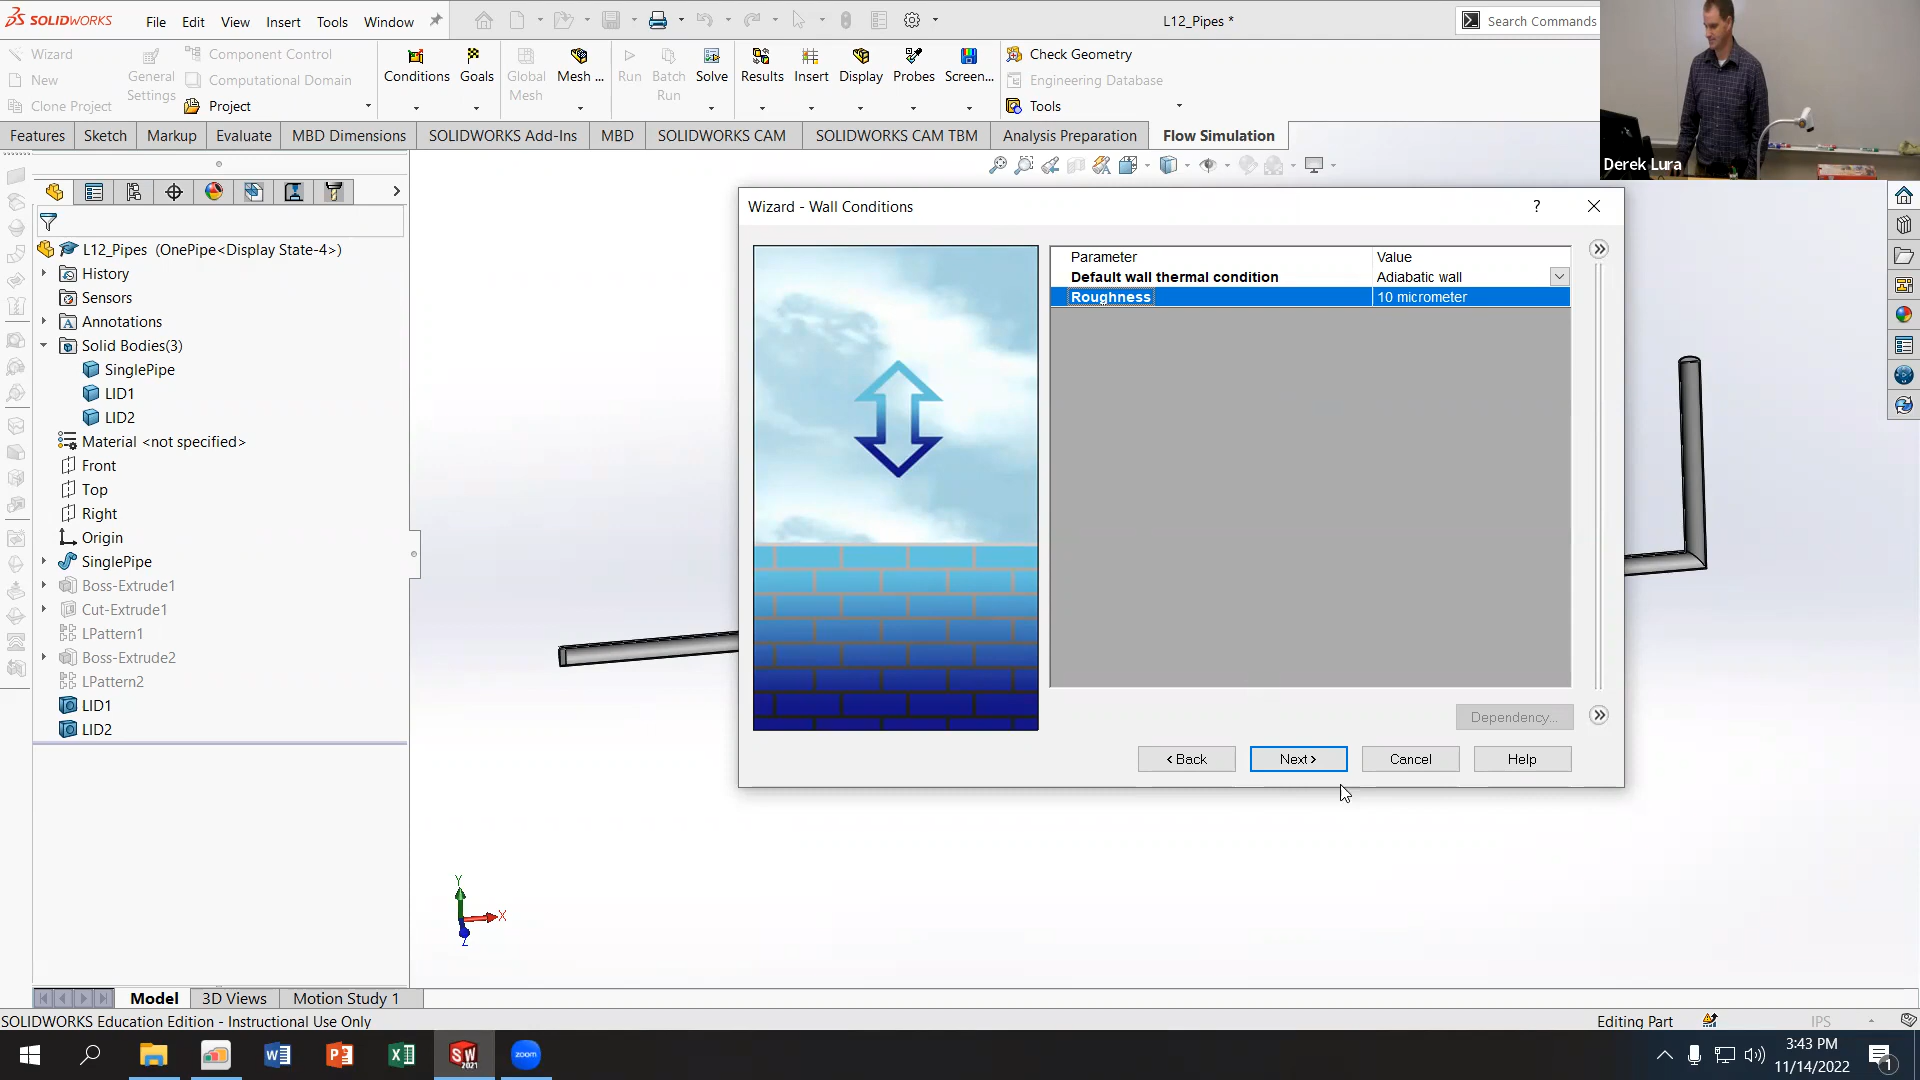 SOLIDWORKS File Edit View Insert Tools Window L12_Pipes * Search Commands
Wizard Component Control Check Geometry
Conditions Goals Global Mesh Mesh ... Run Batch Run Solve Results Insert Display Probes Screen...
New General Settings Computational Domain Engineering Database
Clone Project Project Tools
Features Sketch Markup Evaluate MBD Dimensions SOLIDWORKS Add-Ins MBD SOLIDWORKS CAM SOLIDWORKS CAM TBM Analysis Preparation Flow Simulation
Derek Lura
Wizard - Wall Conditions ?
L12_Pipes (OnePipe<Display State-4>)
History
Sensors
Annotations
Solid Bodies(3)
SinglePipe
LID1
LID2
Material <not specified>
Front
Top
Right
Origin
SinglePipe
Boss-Extrude1
Cut-Extrude1
LPattern1
Boss-Extrude2
LPattern2
LID1
LID2
Parameter Value
Default wall thermal condition Adiabatic wall
Roughness 10 micrometer
Dependency...
< Back Next > Cancel Help
Y
X
Z
Model 3D Views Motion Study 1
SOLIDWORKS Education Edition - Instructional Use Only Editing Part IPS
SW 2021 zoom
3:43 PM
11/14/2022 1